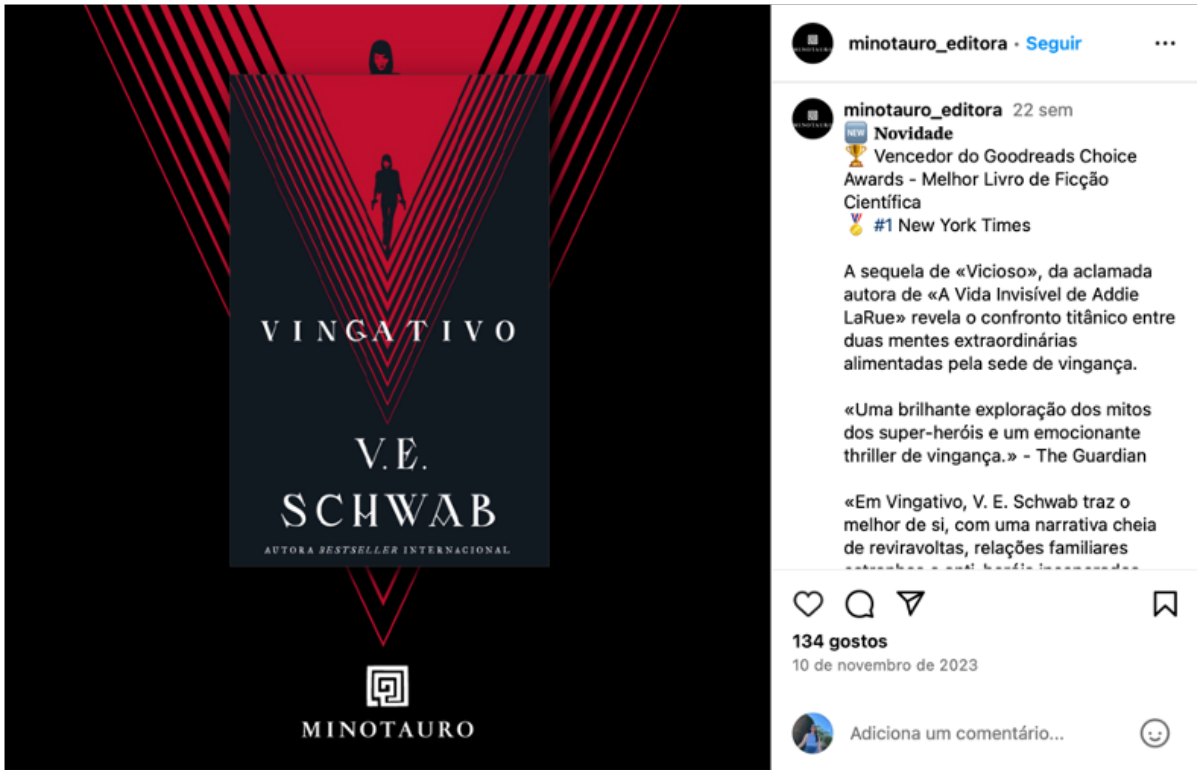 VINGATIVO
V.E.
SCHWAB
AUTORA BESTSELLER INTERNACIONAL
MINOTAURO
minotauro_editora · Seguir
minotauro_editora 22 sem
NEW Novidade
Vencedor do Goodreads Choice
Awards - Melhor Livro de Ficção
Científica
#1 New York Times
A sequela de «Vicioso», da aclamada
autora de «A Vida Invisível de Addie
LaRue» revela o confronto titânico entre
duas mentes extraordinárias
alimentadas pela sede de vingança.
«Uma brilhante exploração dos mitos
dos super-heróis e um emocionante
thriller de vingança.» - The Guardian
«Em Vingativo, V. E. Schwab traz o
melhor de si, com uma narrativa cheia
de reviravoltas, relações familiares
134 gostos
10 de novembro de 2023
Adiciona um comentário...